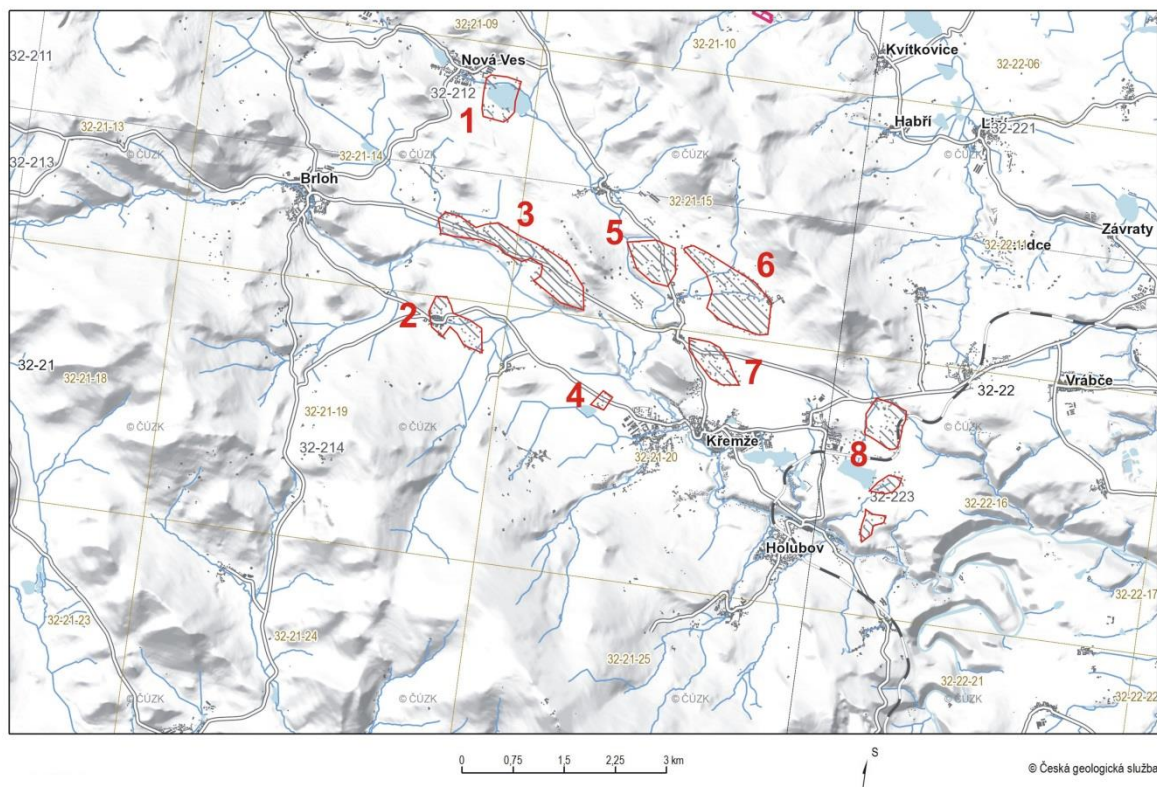 32-21-09
32-211
Nová Ves
32-21-10
Kvítkovice
32-22-06
32-212
1
Habří
32-221
32-21-13
© ČÚZK
32-21-14
© ČÚZK
© ČÚZK
32-213
Brloh
32-21-15
3
5
6
Závraty
2
32-21
32-21-18
32-21-19
7
32-22
Vrábče
4
© ČÚZK
32-214
© ČÚZK
© ČÚZK
Křemže
32-21-20
8
32-223
32-22-16
Holubov
32-22-17
32-21-23
32-21-24
32-21-25
32-22-21
© ČÚZK
© ČÚZK
© ČÚZK
32-22-22
0 0,75 1,5 2,25 3 km
S
© Česká geologická služba